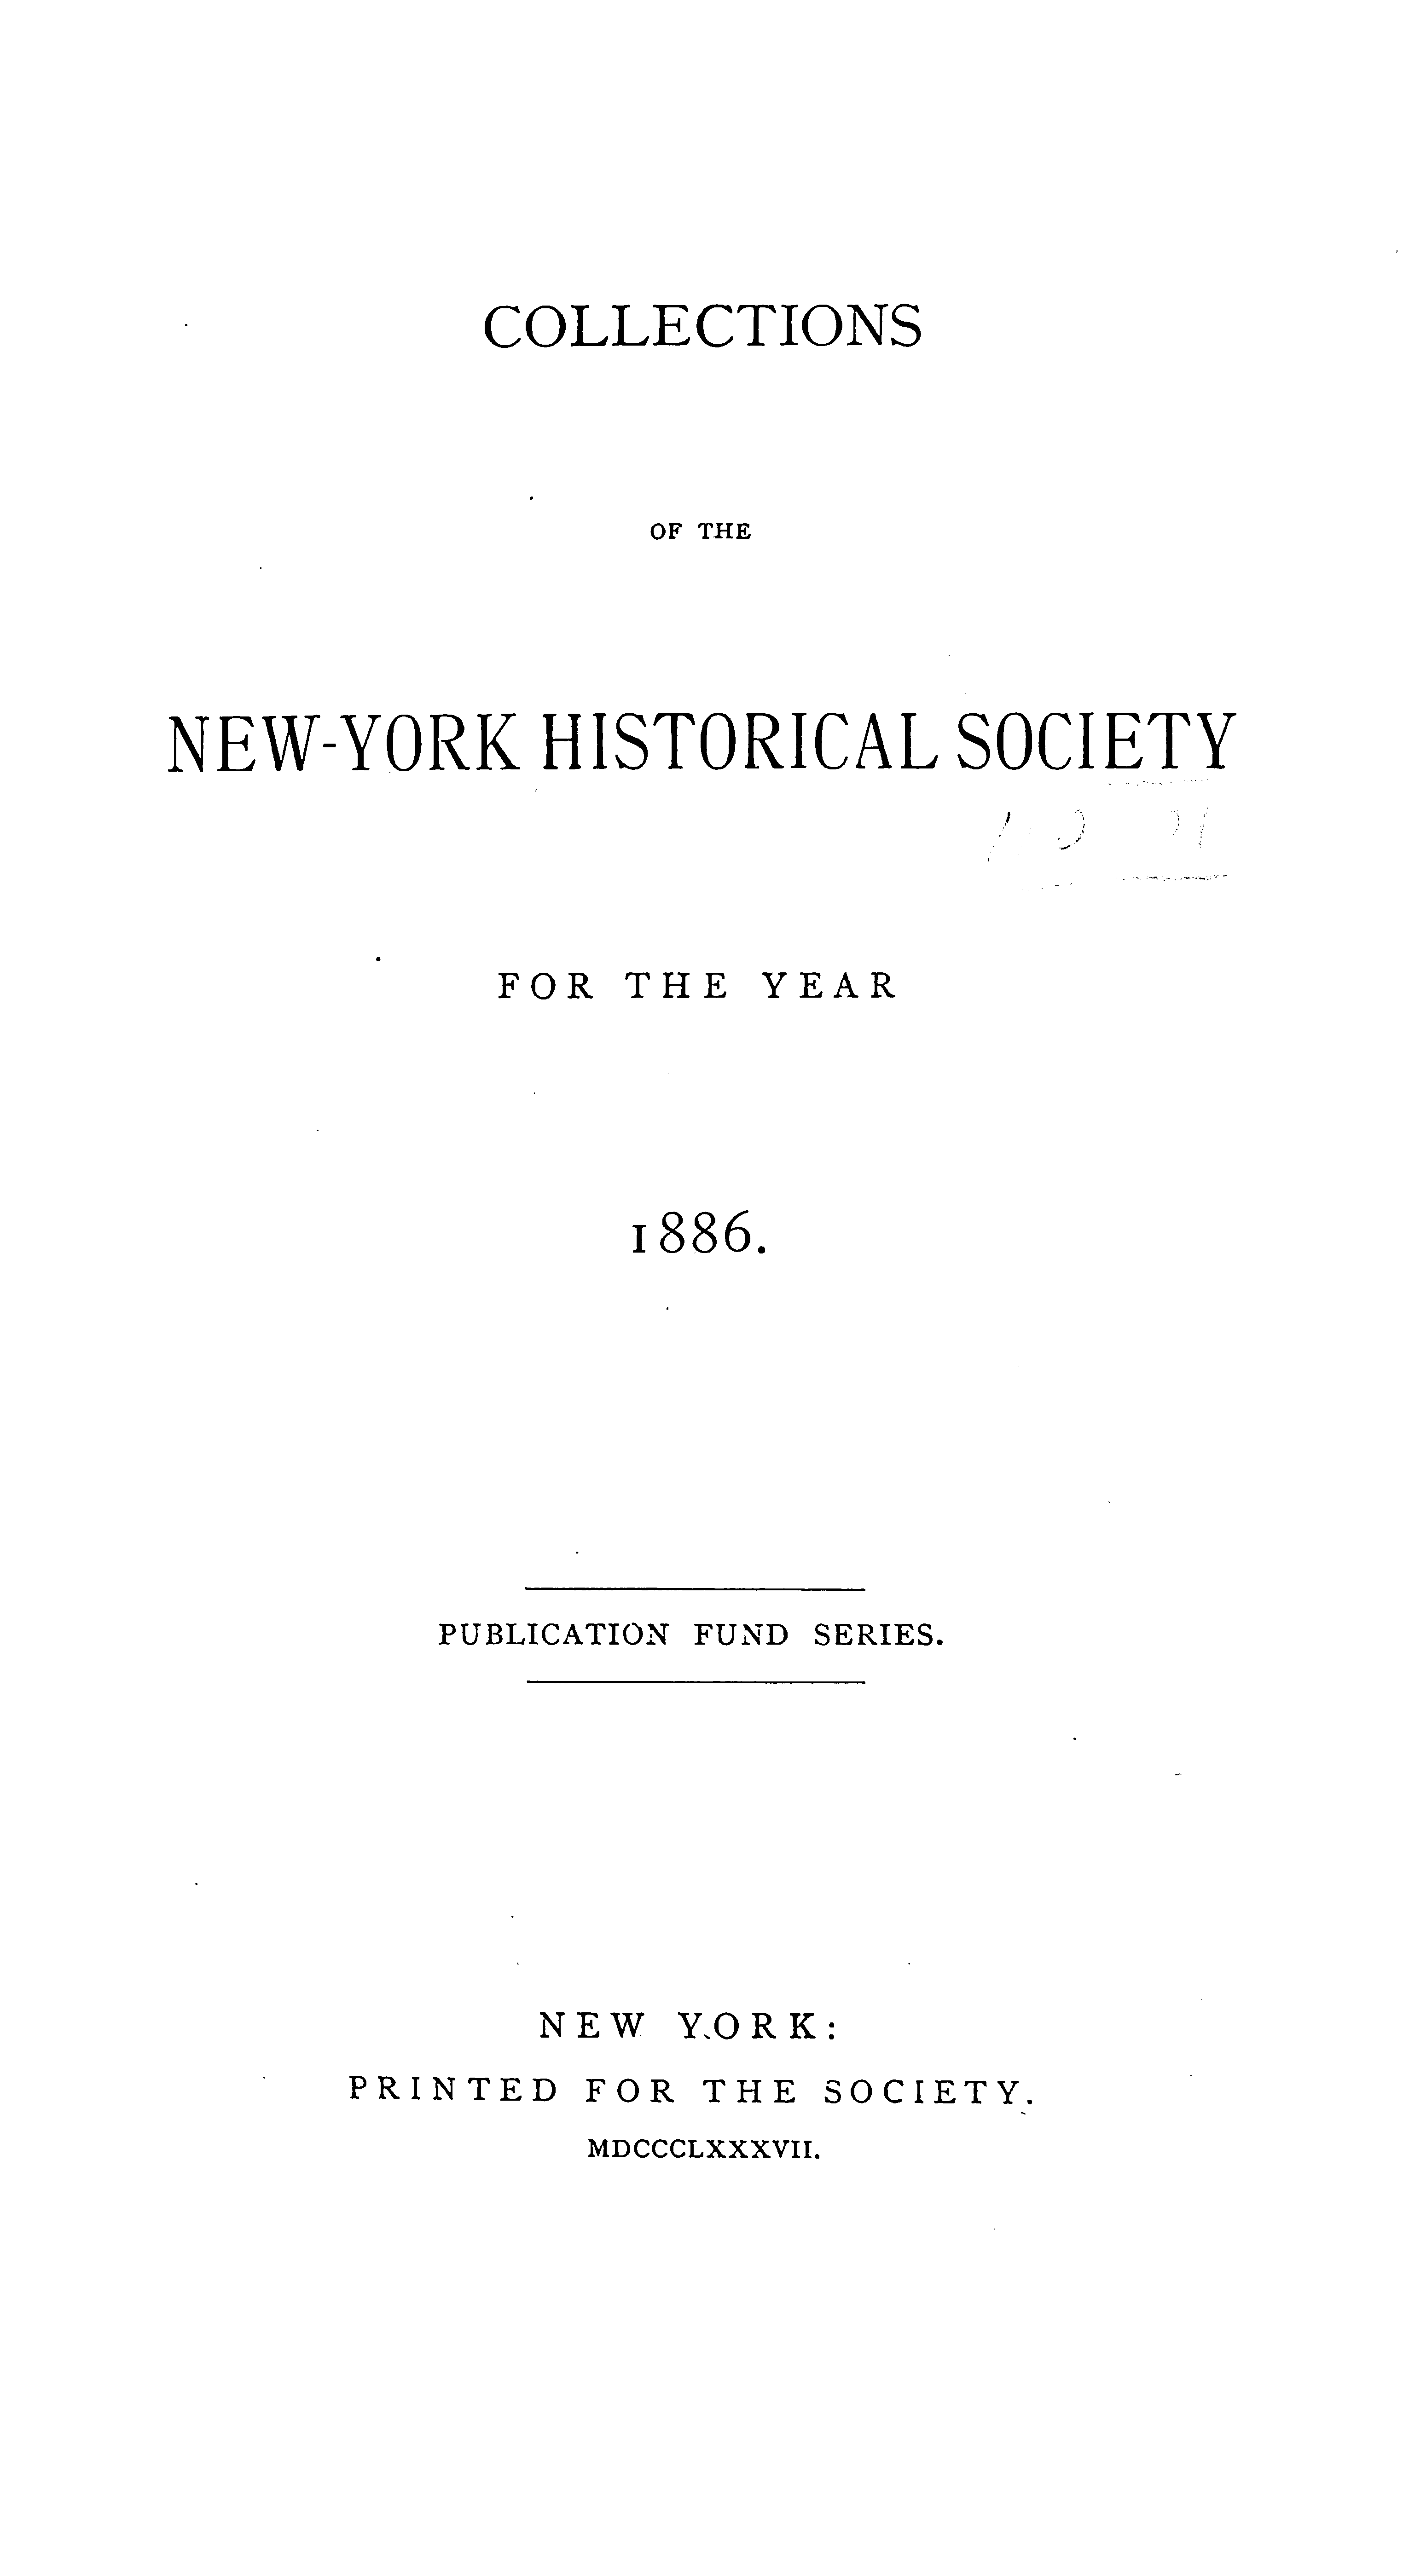 COLLECTIONS
OF THE
NEW-YORK HISTORICAL SOCIETY
FOR THE YEAR
1886.
PUBLICATION FUND SERIES.
NEW YORK:
PRINTED FOR THE SOCIETY.
MDCCCLXXXVII.